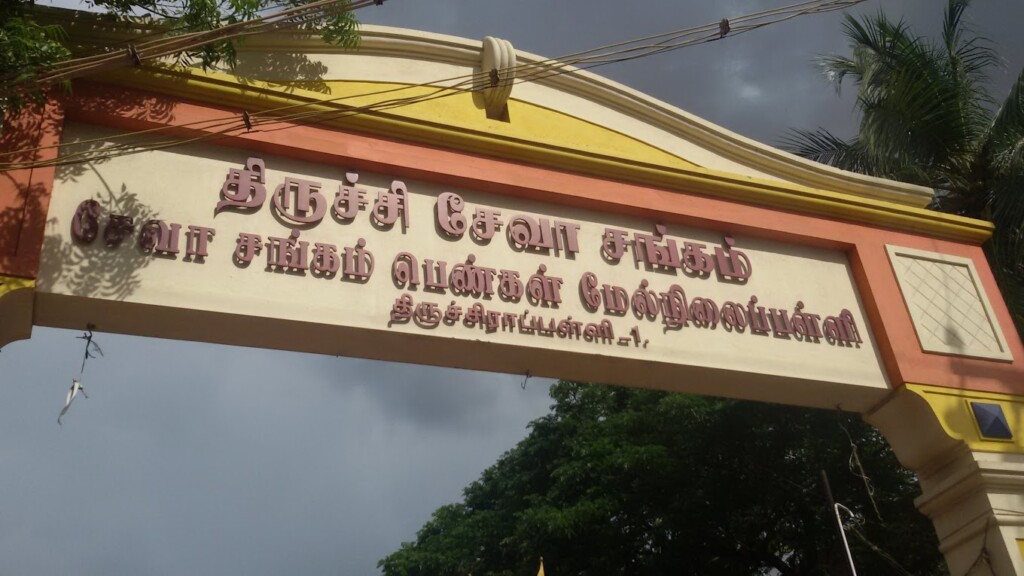 திருச்சி சேவா சங்கம்
சேவா சங்கம் பெண்கள் மேல்நிலைப்பள்ளி
திருச்சிராப்பள்ளி -1,